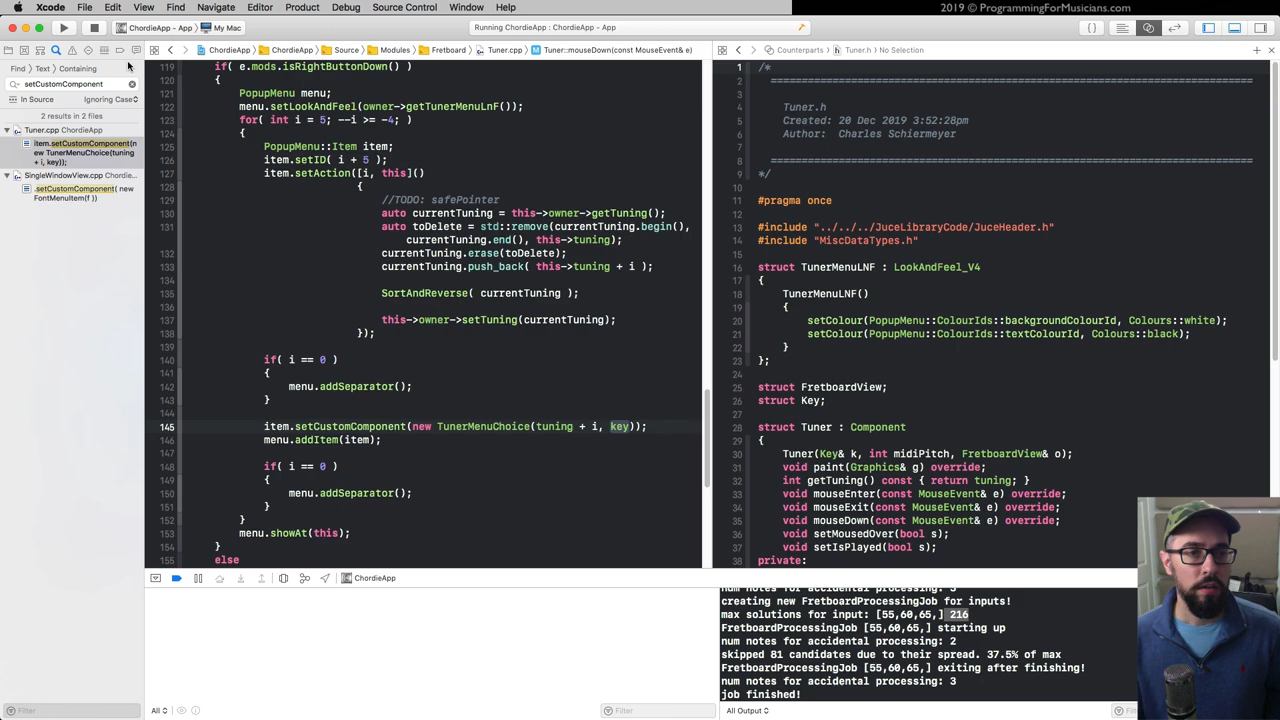 2019 © ProgrammingForMusicians.com
Xcode File Edit View Find Navigate Editor Product Debug Source Control Window Help
ChordieApp - App My Mac
Running ChordieApp : ChordieApp - App
ChordieApp ChordieApp Source Modules Fretboard Tuner.cpp Tuner::mouseDown(const MouseEvent& e)
Counterparts Tuner.h No Selection
Find Text Containing
setCustomComponent
In Source Ignoring Case
2 results in 2 files
Tuner.cpp ChordieApp
item.setCustomComponent(n
ew TunerMenuChoice(tuning
+ i, key));
SingleWindowView.cpp Chordie...
.setCustomComponent( new
FontMenuItem(f ))
Filter
119 if( e.mods.isRightButtonDown() )
120 {
121 PopupMenu menu;
122 menu.setLookAndFeel(owner->getTunerMenuLnF());
123 for( int i = 5; --i >= -4; )
124 {
125 PopupMenu::Item item;
126 item.setID( i + 5 );
127 item.setAction([i, this]()
128 {
129 //TODO: safePointer
130 auto currentTuning = this->owner->getTuning();
131 auto toDelete = std::remove(currentTuning.begin(),
currentTuning.end(), this->tuning);
132 currentTuning.erase(toDelete);
133 currentTuning.push_back( this->tuning + i );
134
135 SortAndReverse( currentTuning );
136
137 this->owner->setTuning(currentTuning);
138 });
139
140 if( i == 0 )
141 {
142 menu.addSeparator();
143 }
144
145 item.setCustomComponent(new TunerMenuChoice(tuning + i, key));
146 menu.addItem(item);
147
148 if( i == 0 )
149 {
150 menu.addSeparator();
151 }
152 }
153 menu.showAt(this);
154 }
155 else
1 /*
2 ==============================================================================
3
4 Tuner.h
5 Created: 20 Dec 2019 3:52:28pm
6 Author: Charles Schiermeyer
7
8 ==============================================================================
9 */
10
11 #pragma once
12
13 #include "../../../JuceLibraryCode/JuceHeader.h"
14 #include "MiscDataTypes.h"
15
16 struct TunerMenuLNF : LookAndFeel_V4
17 {
18 TunerMenuLNF()
19 {
20 setColour(PopupMenu::ColourIds::backgroundColourId, Colours::white);
21 setColour(PopupMenu::ColourIds::textColourId, Colours::black);
22 }
23 };
24
25 struct FretboardView;
26 struct Key;
27
28 struct Tuner : Component
29 {
30 Tuner(Key& k, int midiPitch, FretboardView& o);
31 void paint(Graphics& g) override;
32 int getTuning() const { return tuning; }
33 void mouseEnter(const MouseEvent& e) override;
34 void mouseExit(const MouseEvent& e) override;
35 void mouseDown(const MouseEvent& e) override;
36 void setMousedOver(bool s);
37 void setIsPlayed(bool s);
38 private:
ChordieApp
num notes for accidental processing: 3
creating new FretboardProcessingJob for inputs!
max solutions for input: [55,60,65,] 216
FretboardProcessingJob [55,60,65,] starting up
num notes for accidental processing: 2
skipped 81 candidates due to their spread. 37.5% of max
FretboardProcessingJob [55,60,65,] exiting after finishing!
num notes for accidental processing: 3
job finished!
All Filter
All Output